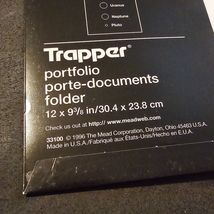 Uranus
Neptune
Pluto
Trapper®
portfolio
porte-documents
folder
12 x 9⅜ in/30.4 x 23.8 cm
Check us out at http://www.meadweb.com
33100 © 1996 The Mead Corporation, Dayton, Ohio 45463 U.S.A.
Made in U.S.A./Fabriqué aux États-Unis/Hecho en E.U.